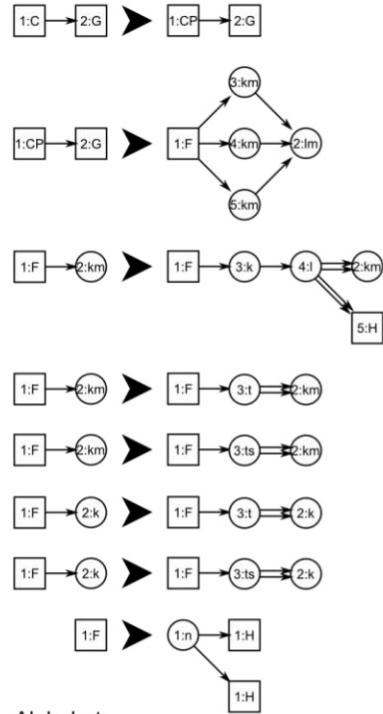 1:C 2:G 1:CP 2:G
3:km
1:CP 2:G 1:F 4:km 2:lm
5:km
1:F 2:km 1:F 3:k 4:l 2:km
5:H
1:F 2:km 1:F 3:t 2:km
1:F 2:km 1:F 3:ts 2:km
1:F 2:k 1:F 3:t 2:k
1:F 2:k 1:F 3:ts 2:k
1:F 1:n 1:H
1:H